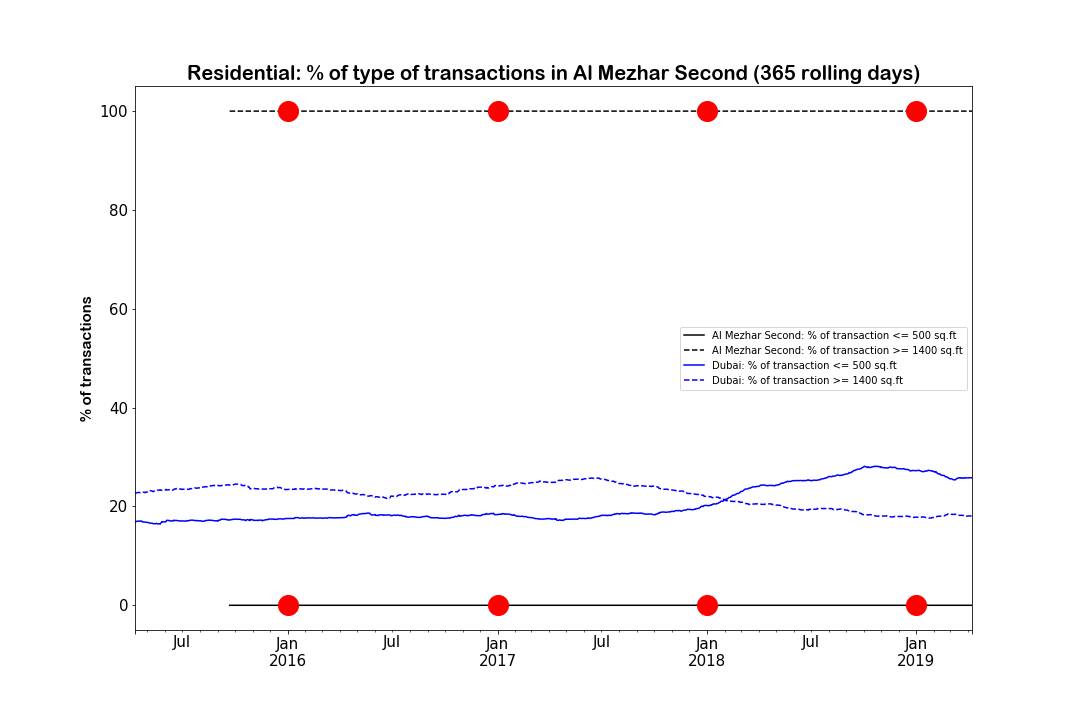 Residential: % of type of transactions in Al Mezhar Second (365 rolling days)
% of transactions
100
80
60
40
20
0
Al Mezhar Second: % of transaction <= 500 sq.ft
Al Mezhar Second: % of transaction >= 1400 sq.ft
Dubai: % of transaction <= 500 sq.ft
Dubai: % of transaction >= 1400 sq.ft
Jul
Jan
2016
Jul
Jan
2017
Jul
Jan
2018
Jul
Jan
2019